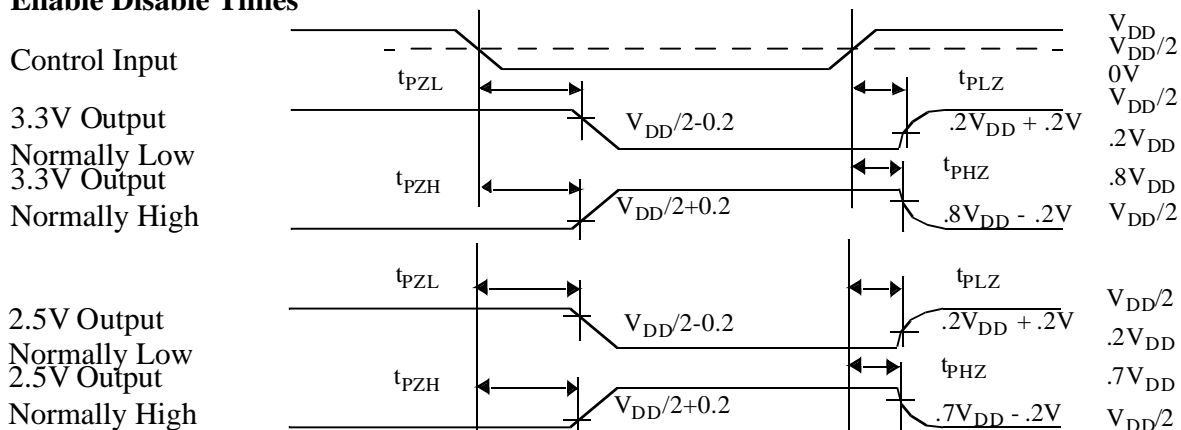 Enable Disable Times
Control Input
V_DD
V_DD/2
0V
t_PZL
t_PLZ
V_DD/2
3.3V Output
Normally Low
V_DD/2-0.2
.2V_DD + .2V
.2V_DD
3.3V Output
Normally High
t_PZH
t_PHZ
.8V_DD
V_DD/2+0.2
.8V_DD - .2V
V_DD/2
t_PZL
t_PLZ
V_DD/2
2.5V Output
Normally Low
V_DD/2-0.2
.2V_DD + .2V
.2V_DD
2.5V Output
Normally High
t_PZH
t_PHZ
.7V_DD
V_DD/2+0.2
.7V_DD - .2V
V_DD/2